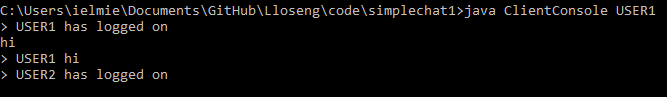 C:\Users\ielmie\Documents\GitHub\Lloseng\code\simplechat1>java ClientConsole USER1
> USER1 has logged on
hi
> USER1 hi
> USER2 has logged on